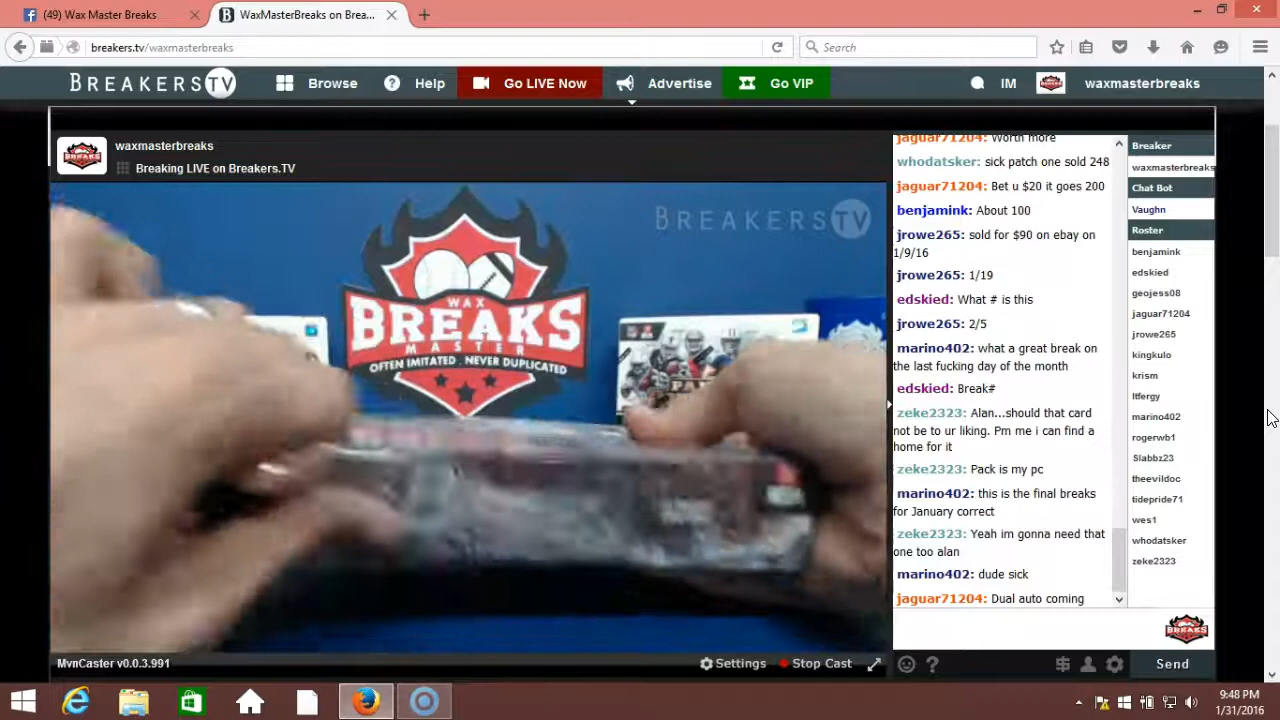 (49) Wax Master Breaks
WaxMasterBreaks on Brea...
breakers.tv/waxmasterbreaks
Search
BREAKERSTV
Browse
Help
Go LIVE Now
Advertise
Go VIP
IM
waxmasterbreaks
waxmasterbreaks
Breaking LIVE on Breakers.TV
BREAKERSTV
WAX
BREAKS
MASTER
OFTEN IMITATED . NEVER DUPLICATED
jaguar71204: Worth more
whodatsker: sick patch one sold 248
jaguar71204: Bet u $20 it goes 200
benjamink: About 100
jrowe265: sold for $90 on ebay on
1/9/16
jrowe265: 1/19
edskied: What # is this
jrowe265: 2/5
marino402: what a great break on
the last fucking day of the month
edskied: Break#
zeke2323: Alan...should that card
not be to ur liking. Pm me i can find a
home for it
zeke2323: Pack is my pc
marino402: this is the final breaks
for January correct
zeke2323: Yeah im gonna need that
one too alan
marino402: dude sick
jaguar71204: Dual auto coming
Breaker
waxmasterbreaks
Chat Bot
Vaughn
Roster
benjamink
edskied
geojess08
jaguar71204
jrowe265
kingkulo
krism
ltfergy
marino402
rogerwb1
Slabbz23
theevildoc
tidepride71
wes1
whodatsker
zeke2323
BREAKS
MvnCaster v0.0.3.991
Settings
Stop Cast
Send
9:48 PM
1/31/2016